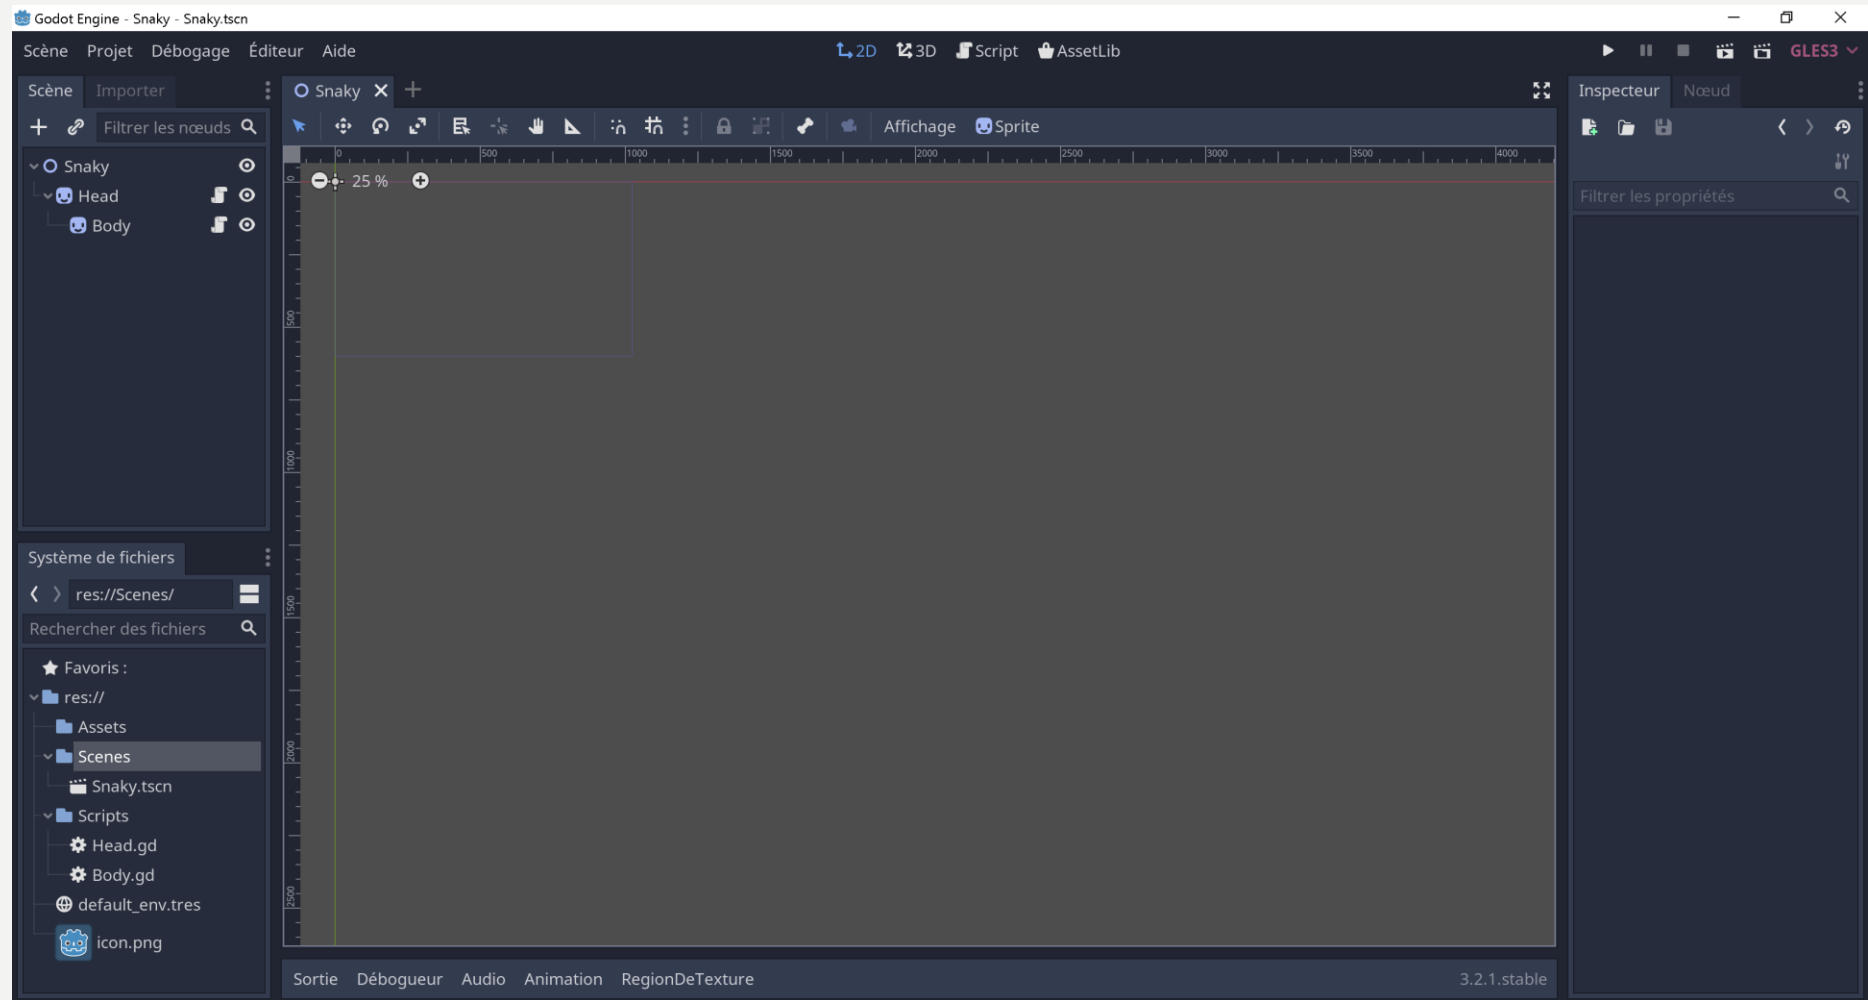 Godot Engine - Snaky - Snaky.tscn
Scène Projet Débogage Éditeur Aide 2D 3D Script AssetLib GLES3
Scène Importer Snaky Inspecteur Nœud
Filtrer les nœuds Affichage Sprite
0 500 1000 1500 2000 2500 3000 3500 4000
Snaky
Head
Body
0
500
1000
1500
2000
2500
25 %
Filtrer les propriétés
Système de fichiers
res://Scenes/
Rechercher des fichiers
Favoris :
res://
Assets
Scenes
Snaky.tscn
Scripts
Head.gd
Body.gd
default_env.tres
icon.png
Sortie Débogueur Audio Animation RegionDeTexture 3.2.1.stable